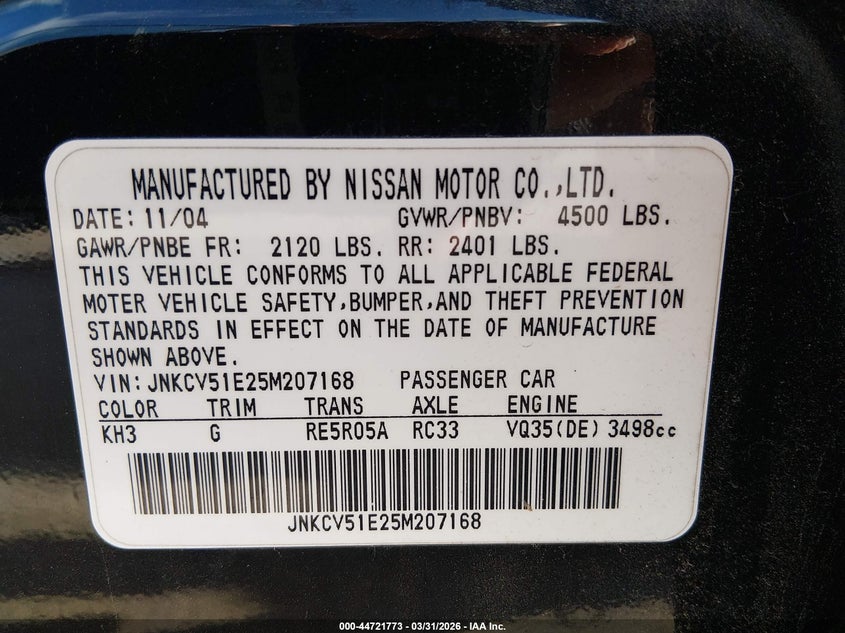 MANUFACTURED BY NISSAN MOTOR CO.,LTD.
DATE: 11/04 GVWR/PNBV: 4500 LBS.
GAWR/PNBE FR: 2120 LBS. RR: 2401 LBS.
THIS VEHICLE CONFORMS TO ALL APPLICABLE FEDERAL
MOTER VEHICLE SAFETY,BUMPER,AND THEFT PREVENTION
STANDARDS IN EFFECT ON THE DATE OF MANUFACTURE
SHOWN ABOVE.
VIN: JNKCV51E25M207168 PASSENGER CAR
COLOR TRIM TRANS AXLE ENGINE
KH3 G RE5R05A RC33 VQ35(DE) 3498cc
JNKCV51E25M207168
000-44721773 - 03/31/2026 - IAA Inc.